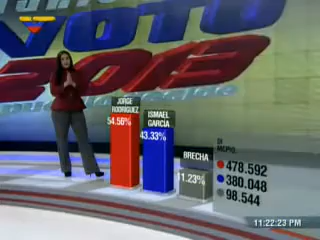 VOTO
2013
JORGE
RODRÍGUEZ
54.56%
ISMAEL
GARCIA
43.33%
BRECHA
11.23%
478.592
380.048
98.544
11:22:23 PM